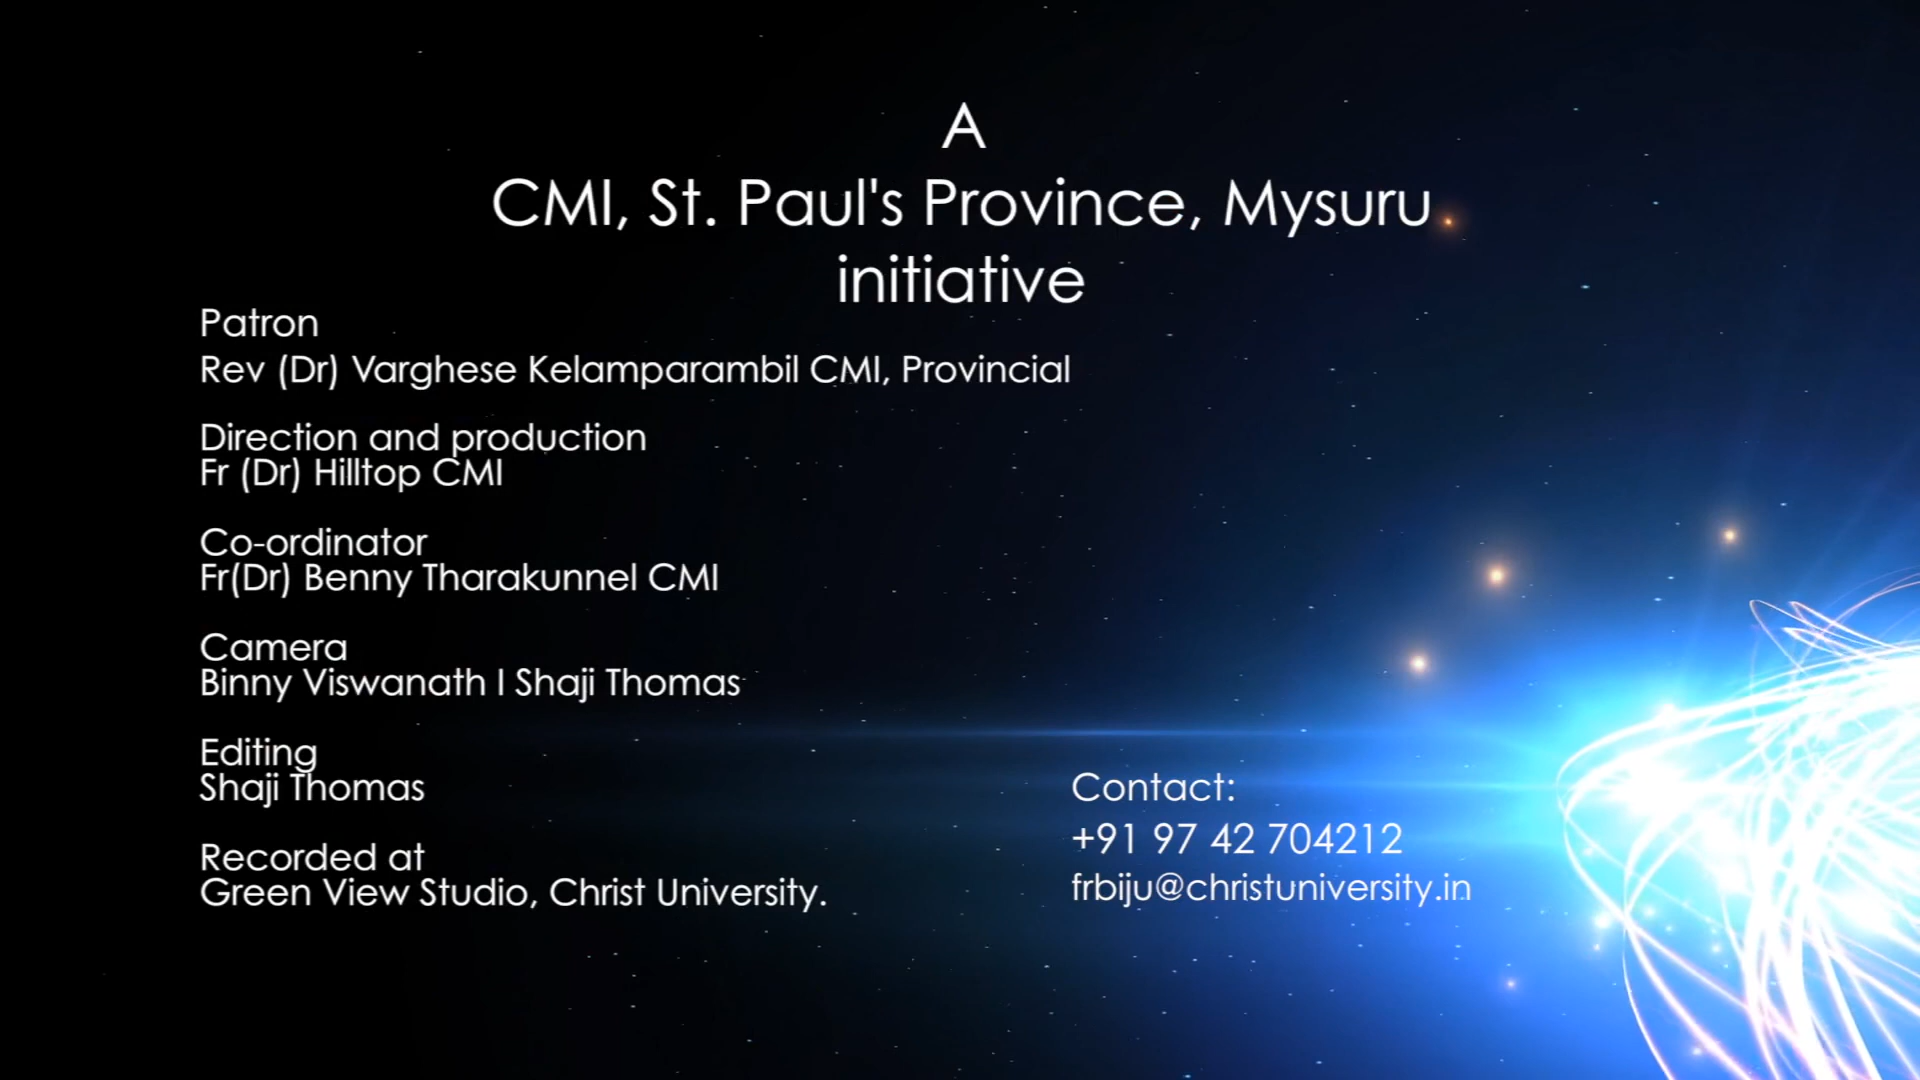 A
CMI, St. Paul's Province, Mysuru
initiative
Patron
Rev (Dr) Varghese Kelamparambil CMI, Provincial
Direction and production
Fr (Dr) Hilltop CMI
Co-ordinator
Fr(Dr) Benny Tharakunnel CMI
Camera
Binny Viswanath I Shaji Thomas
Editing
Shaji Thomas
Recorded at
Green View Studio, Christ University.
Contact:
+91 97 42 704212
frbiju@christuniversity.in